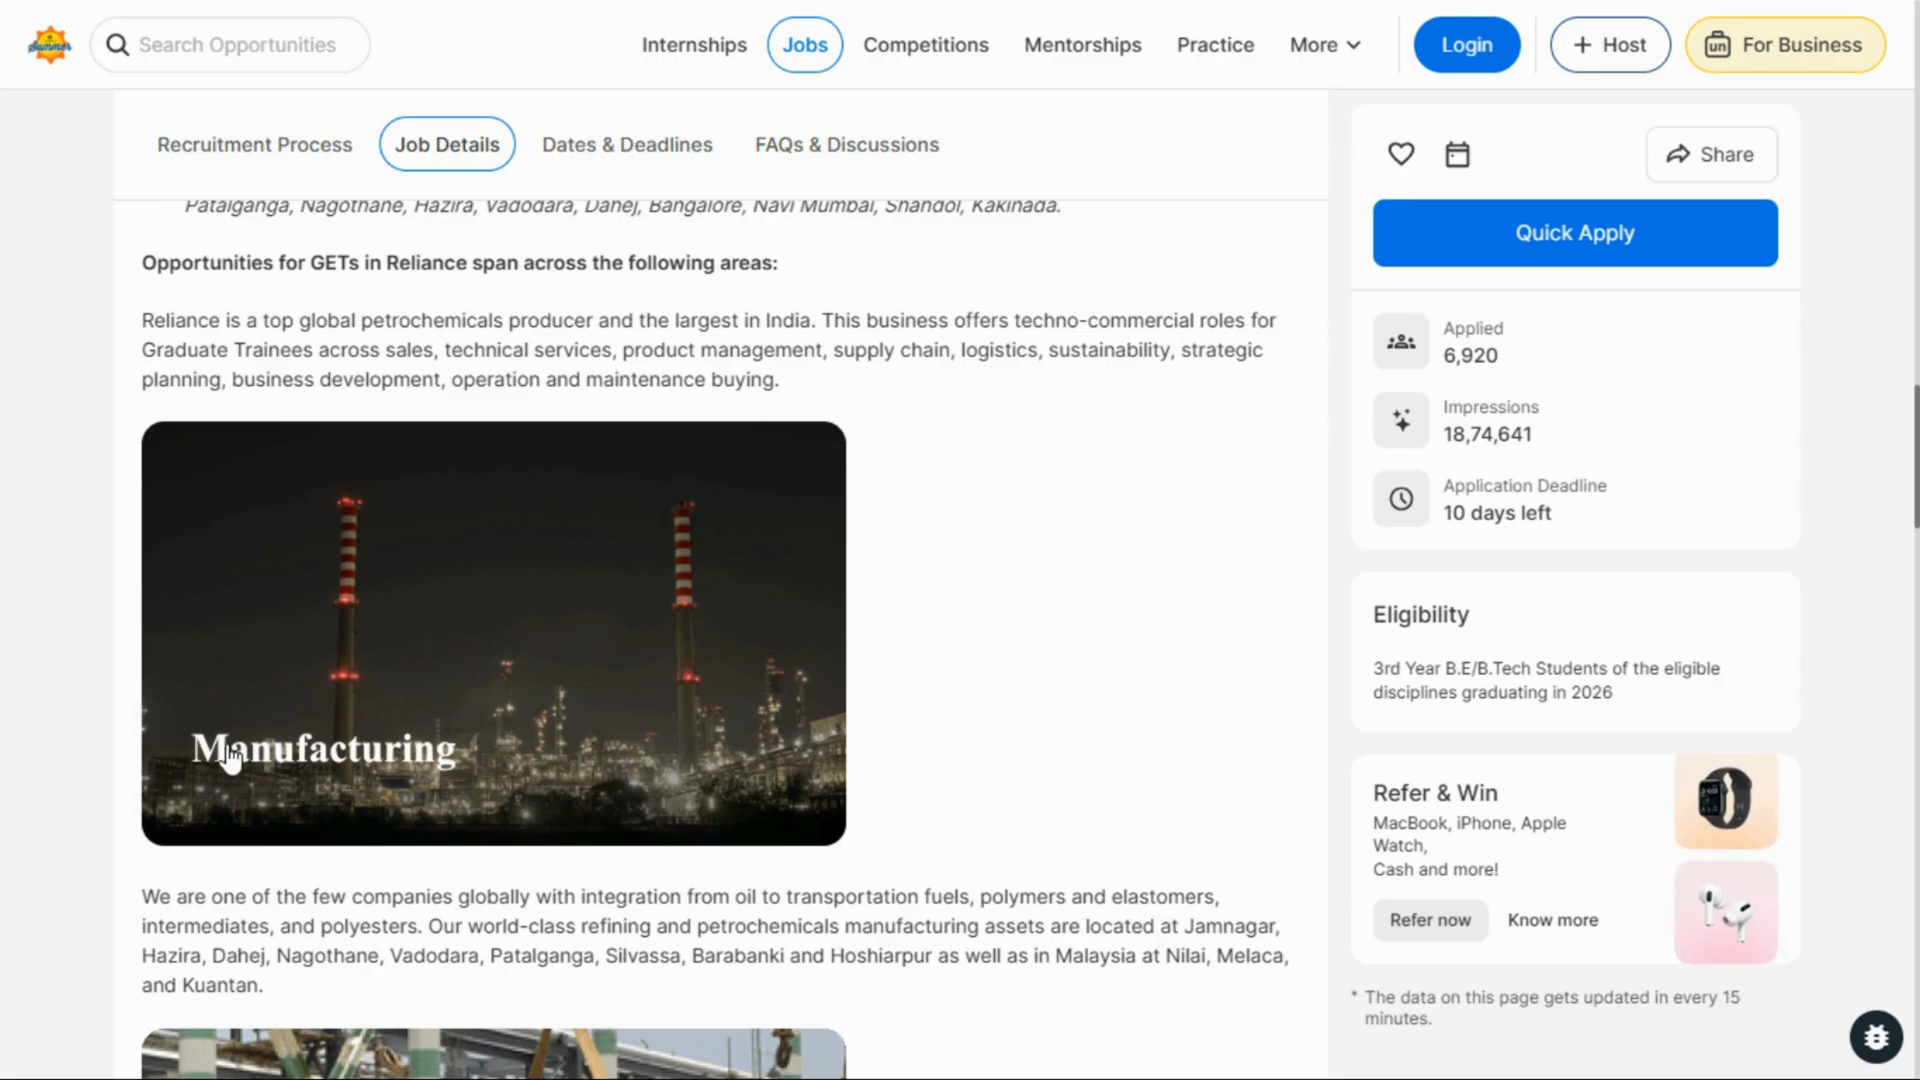 Summer
Search Opportunities
Internships
Jobs
Competitions
Mentorships
Practice
More
Login
+ Host
un For Business
Recruitment Process
Job Details
Dates & Deadlines
FAQs & Discussions
Share
Patalganga, Nagothane, Hazira, Vadodara, Dahej, Bangalore, Navi Mumbai, Shahdol, Kakinada.
Opportunities for GETs in Reliance span across the following areas:
Reliance is a top global petrochemicals producer and the largest in India. This business offers techno-commercial roles for
Graduate Trainees across sales, technical services, product management, supply chain, logistics, sustainability, strategic
planning, business development, operation and maintenance buying.
Manufacturing
We are one of the few companies globally with integration from oil to transportation fuels, polymers and elastomers,
intermediates, and polyesters. Our world-class refining and petrochemicals manufacturing assets are located at Jamnagar,
Hazira, Dahej, Nagothane, Vadodara, Patalganga, Silvassa, Barabanki and Hoshiarpur as well as in Malaysia at Nilai, Melaca,
and Kuantan.
Quick Apply
Applied
6,920
Impressions
18,74,641
Application Deadline
10 days left
Eligibility
3rd Year B.E/B.Tech Students of the eligible
disciplines graduating in 2026
Refer & Win
MacBook, iPhone, Apple
Watch,
Cash and more!
Refer now
Know more
* The data on this page gets updated in every 15
minutes.